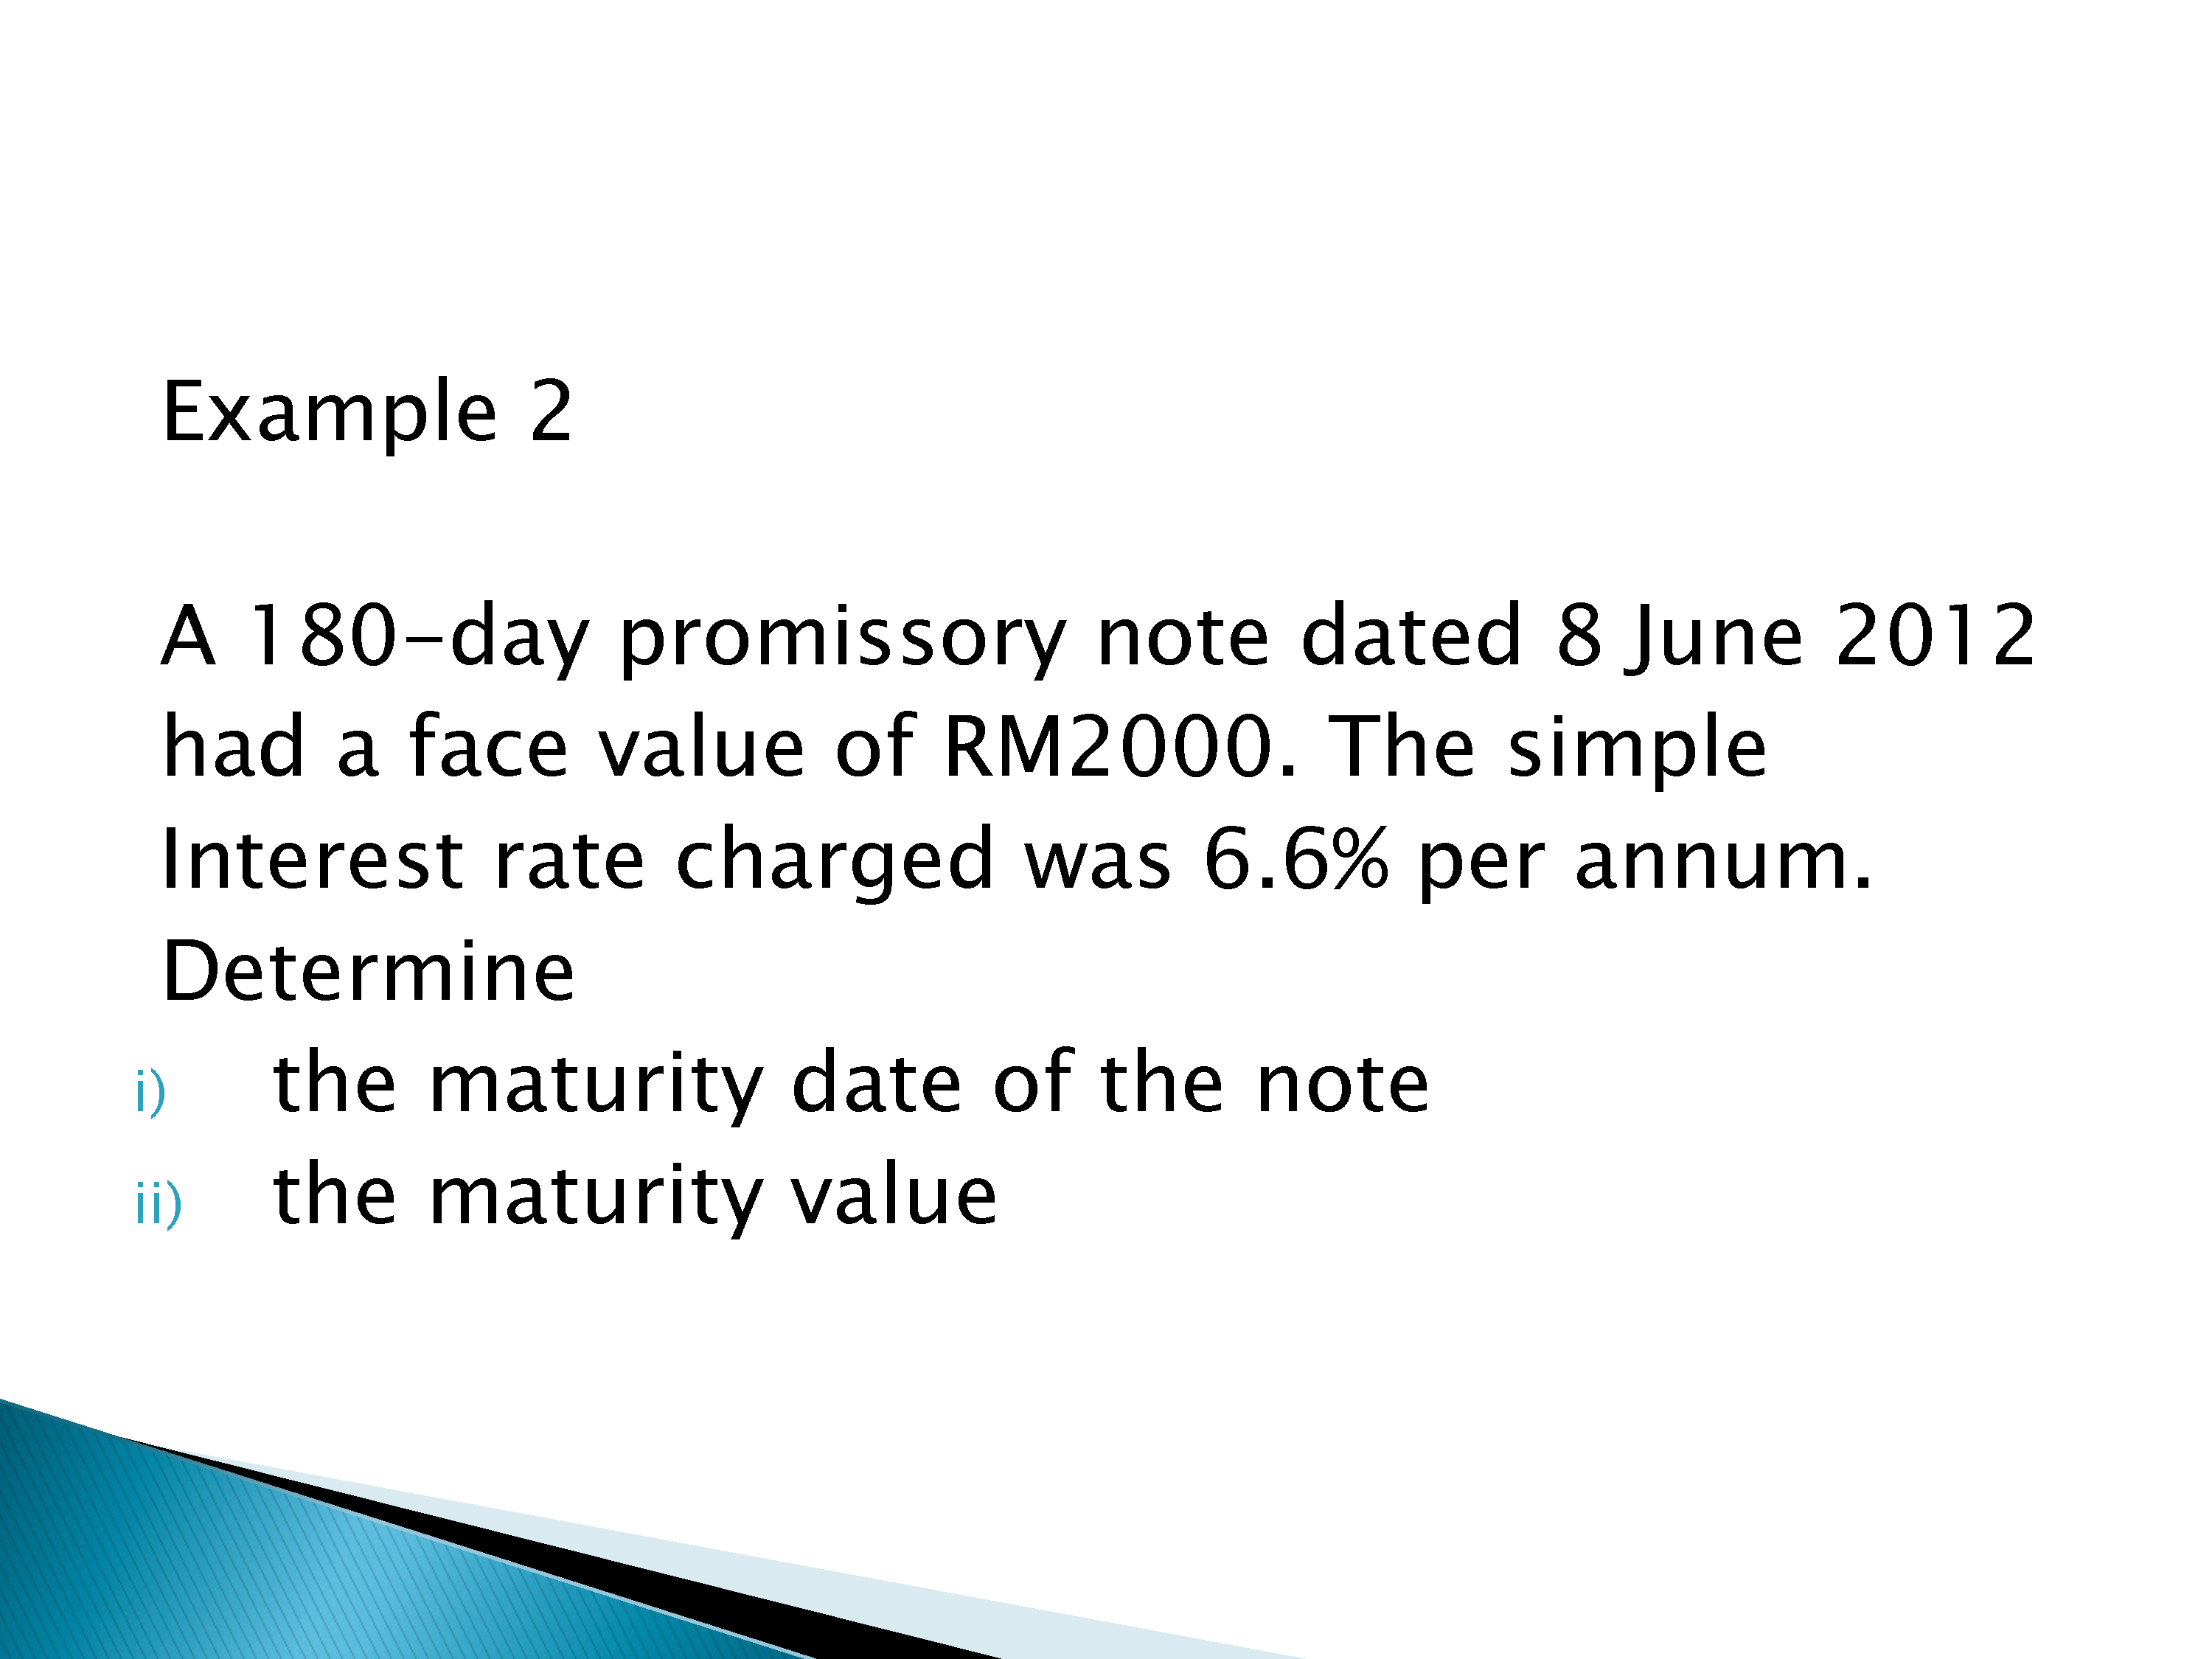 Example 2
A 180-day promissory note dated 8 June 2012
had a face value of RM2000. The simple
Interest rate charged was 6.6% per annum.
Determine
i) the maturity date of the note
ii) the maturity value